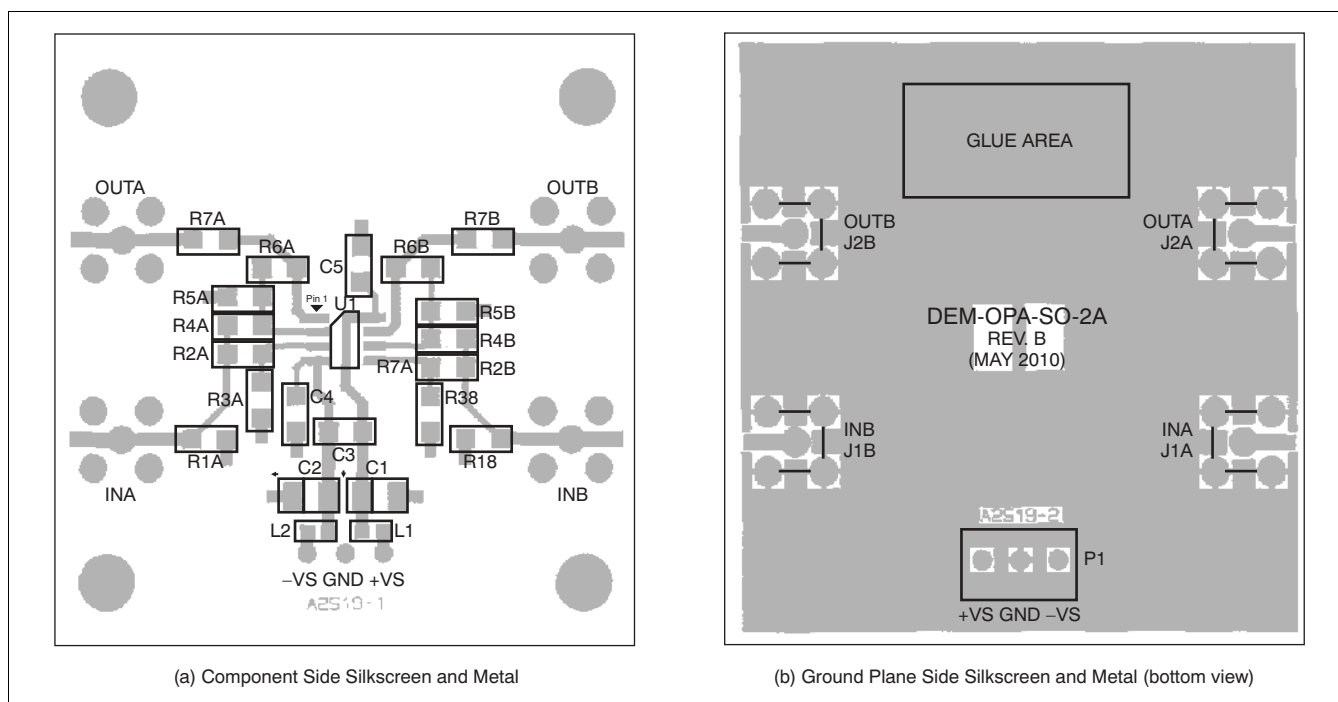 OUTA
OUTB
R7A
R7B
R6A
C5
R6B
R5A
Pin 1
U1
R5B
R4A
R4B
R2A
R7A
R2B
R3A
C4
R38
R1A
C3
R18
C2
C1
INA
INB
L2
L1
–VS GND +VS
A2519-1
(a) Component Side Silkscreen and Metal
GLUE AREA
OUTB
J2B
OUTA
J2A
DEM-OPA-SO-2A
REV. B
(MAY 2010)
INB
J1B
INA
J1A
A2519-2
P1
+VS GND –VS
(b) Ground Plane Side Silkscreen and Metal (bottom view)